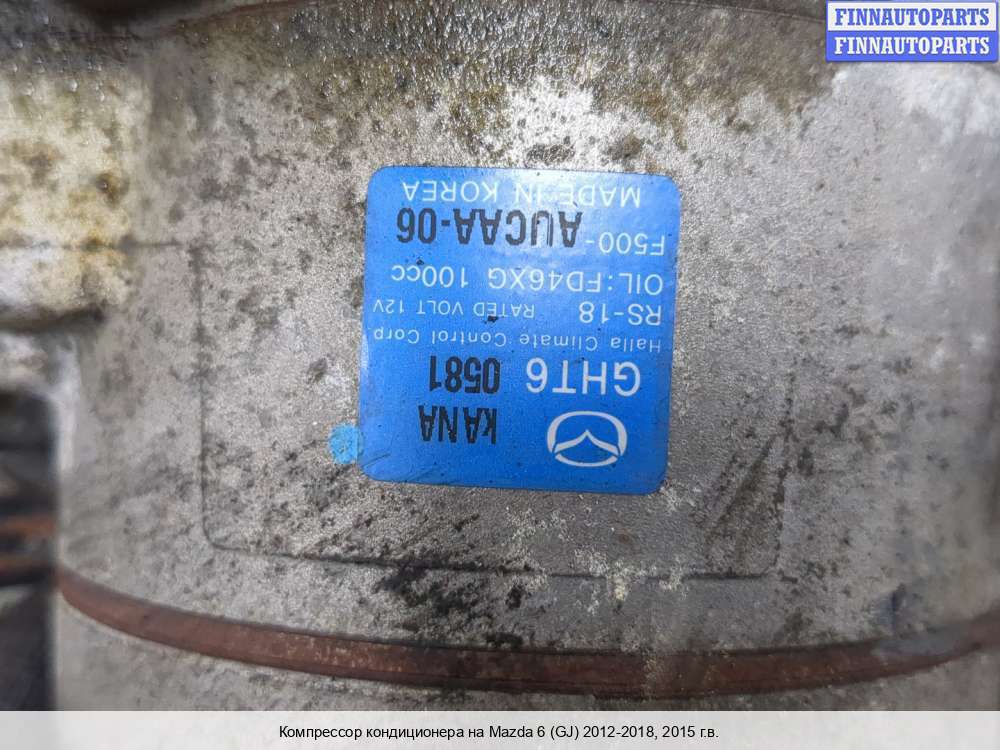 FINNAUTOPARTS
FINNAUTOPARTS
KANA
GHT6 0581
Halla Climate Control Corp
RS-18 RATED VOLT 12V
OIL:FD46XG 100cc
F500-AUCAA-06
MADE IN KOREA
Компрессор кондиционера на Mazda 6 (GJ) 2012-2018, 2015 г.в.